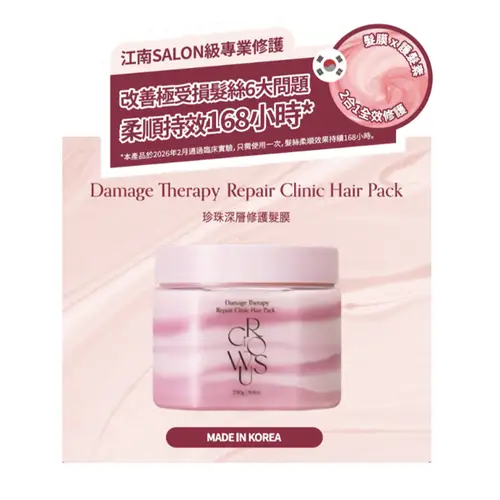 江南SALON級專業修護
改善極受損髮絲6大問題
柔順持效168小時*
*本產品於2026年2月通過臨床實驗，只需使用一次，髮絲柔順效果持續168小時。
髮膜x護髮素
2合1全效修護
Damage Therapy Repair Clinic Hair Pack
珍珠深層修護髮膜
Damage Therapy
Repair Clinic Hair Pack
GROWUS
MADE IN KOREA